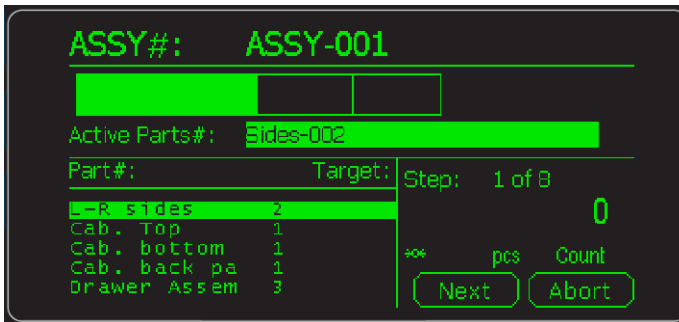 ASSY#: ASSY-001
Active Parts#: Sides-002
Part#: Target:
L-R sides 2
Cab. Top 1
Cab. bottom 1
Cab. back pa 1
Drawer Assem 3
Step: 1 of 8
0
pcs Count
Next Abort